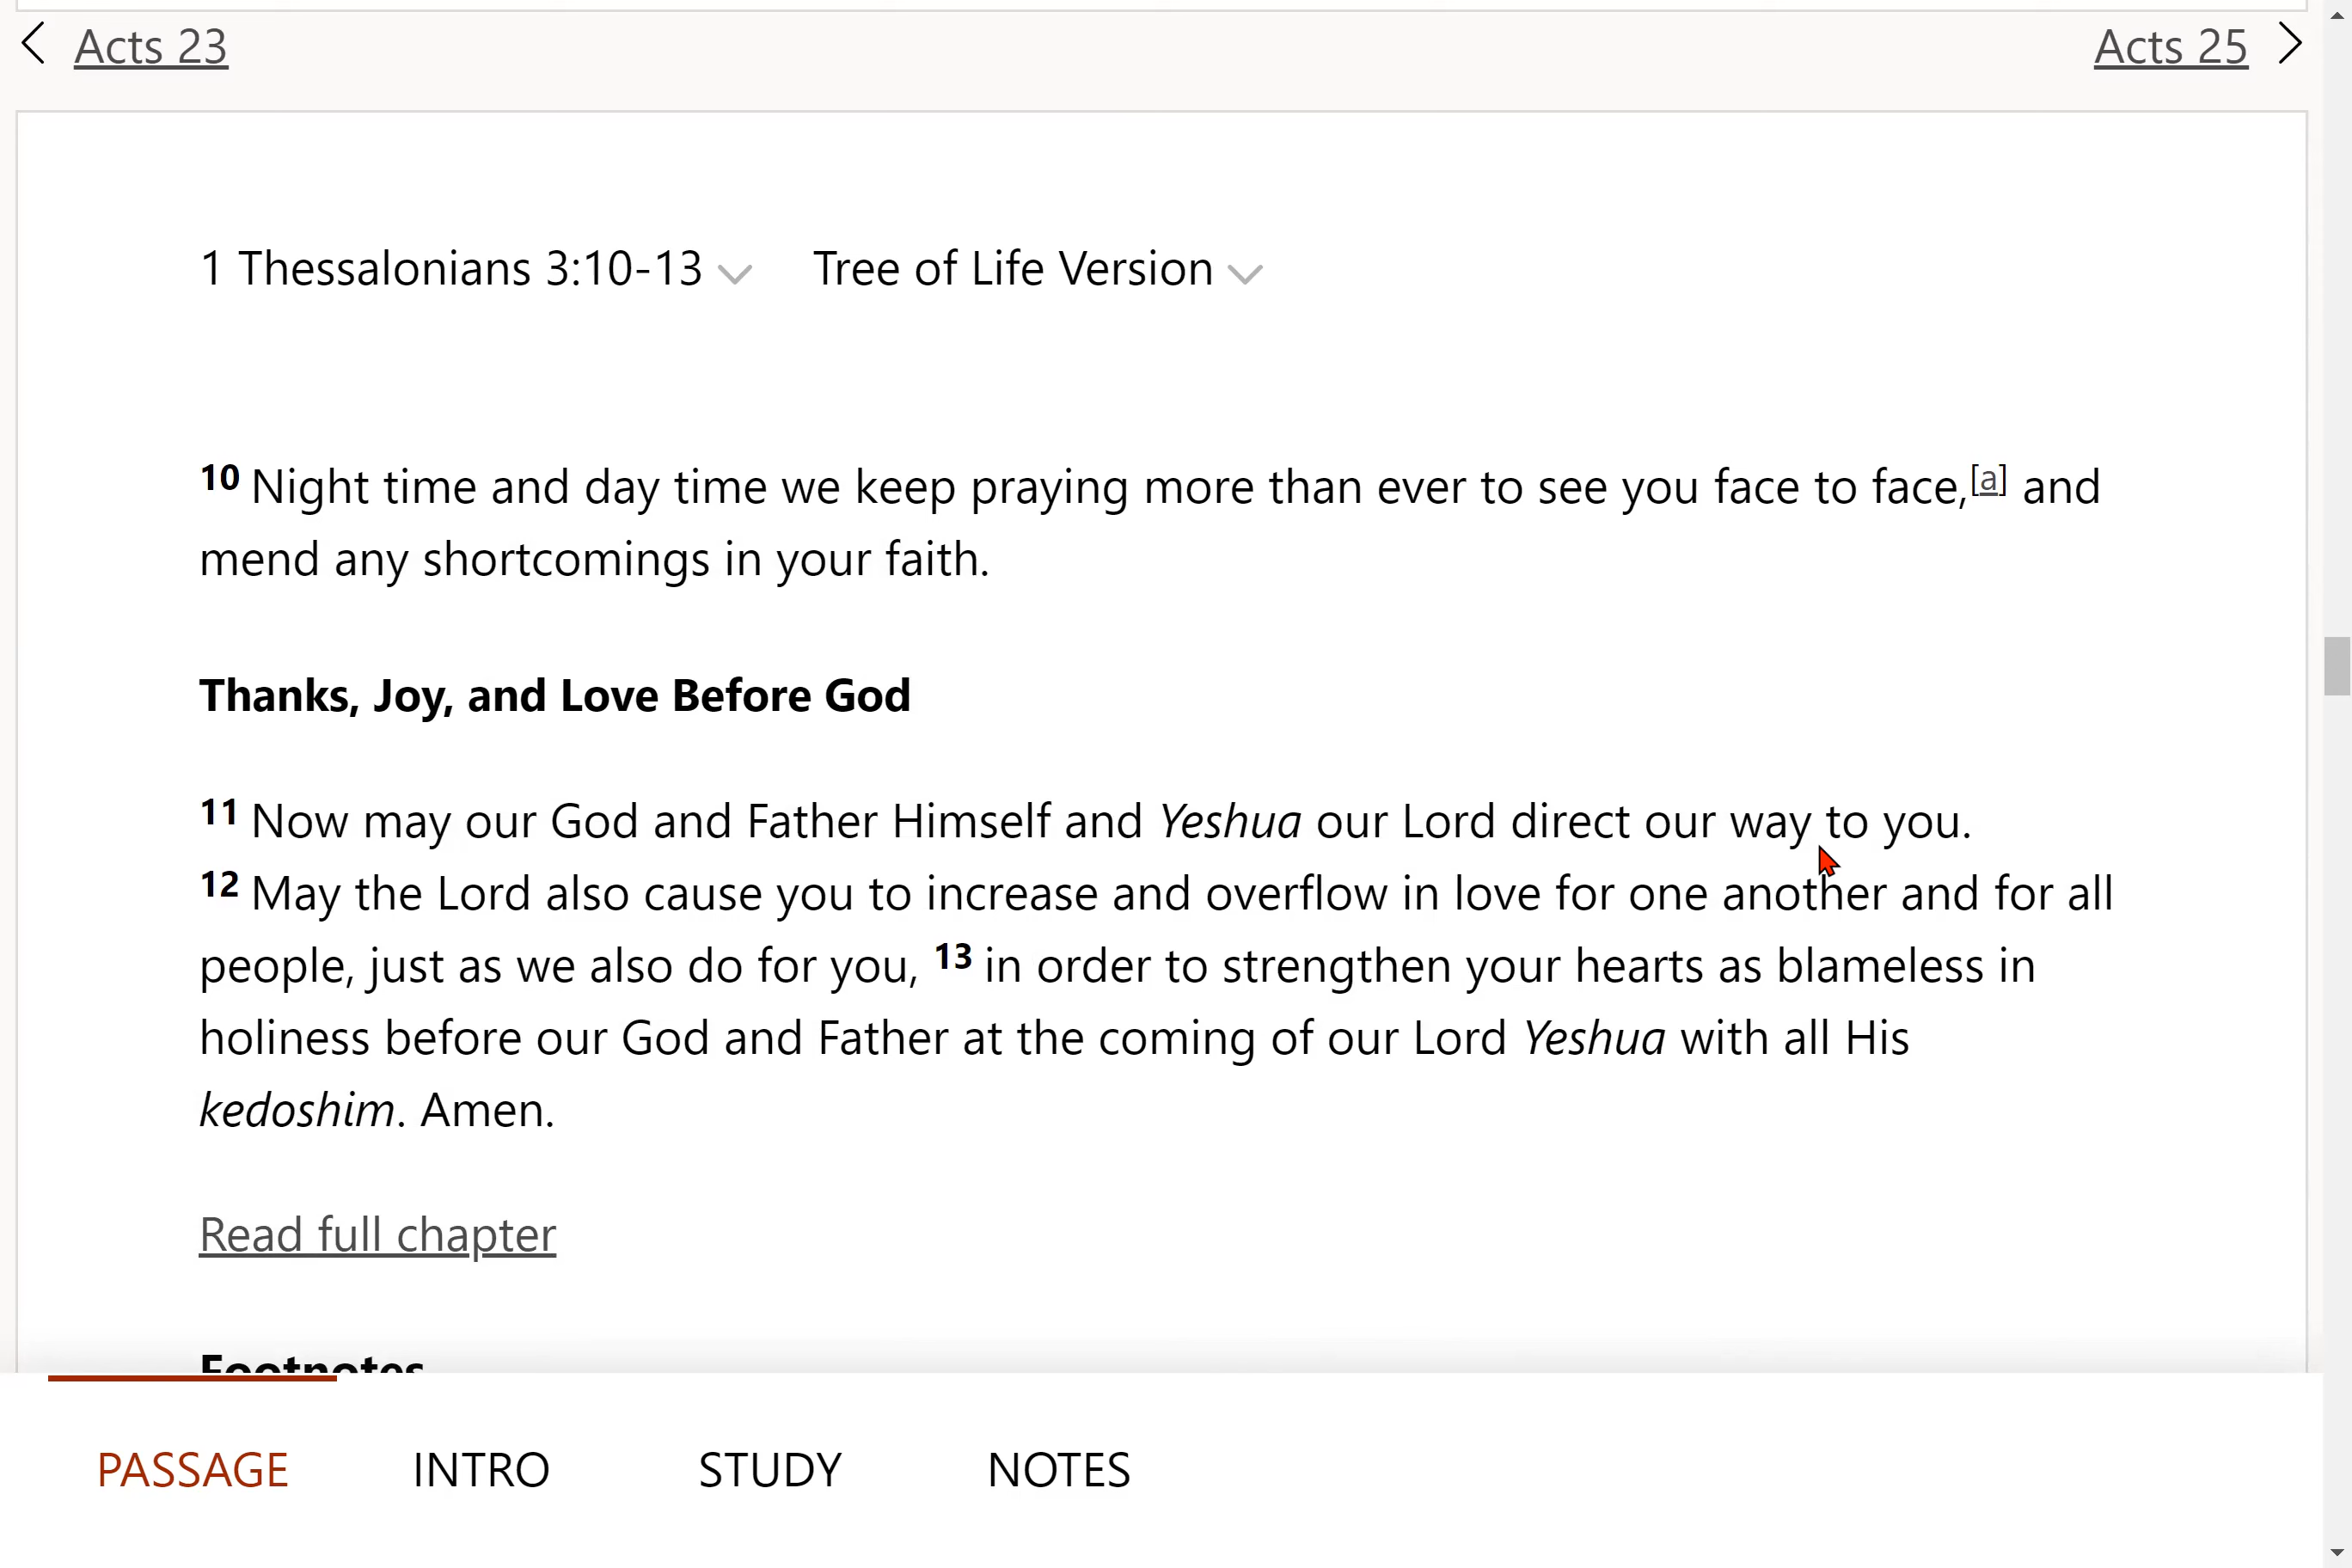 Acts 23
Acts 25
1 Thessalonians 3:10-13
Tree of Life Version
10 Night time and day time we keep praying more than ever to see you face to face,[a] and
mend any shortcomings in your faith.
Thanks, Joy, and Love Before God
11 Now may our God and Father Himself and Yeshua our Lord direct our way to you.
12 May the Lord also cause you to increase and overflow in love for one another and for all
people, just as we also do for you, 13 in order to strengthen your hearts as blameless in
holiness before our God and Father at the coming of our Lord Yeshua with all His
kedoshim. Amen.
Read full chapter
Footnotes
PASSAGE
INTRO
STUDY
NOTES